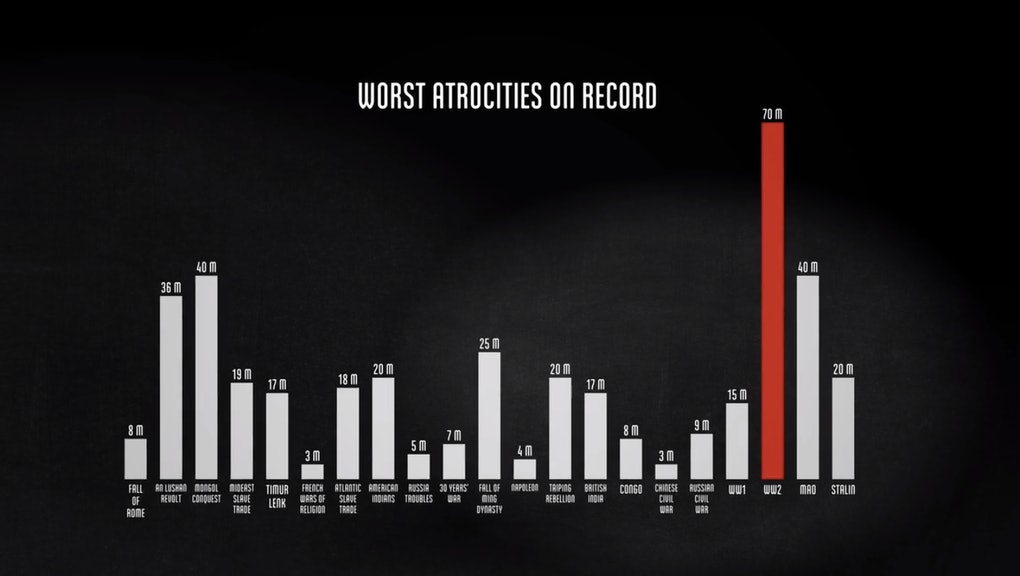 WORST ATROCITIES ON RECORD
8 M
36 M
40 M
19 M
17 M
3 M
18 M
20 M
5 M
7 M
25 M
4 M
20 M
17 M
8 M
3 M
9 M
15 M
70 M
40 M
20 M
FALL
OF
ROME
AN LUSHAN
REVOLT
MONGOL
CONQUEST
MIDEAST
SLAVE
TRADE
TIMUR
LENK
FRENCH
WARS OF
RELIGION
ATLANTIC
SLAVE
TRADE
AMERICAN
INDIANS
RUSSIA
TROUBLES
30 YEARS'
WAR
FALL OF
MING
DYNASTY
NAPOLEON
TAIPING
REBELLION
BRITISH
INDIA
CONGO
CHINESE
CIVIL
WAR
RUSSIAN
CIVIL
WAR
WW1
WW2
MAO
STALIN